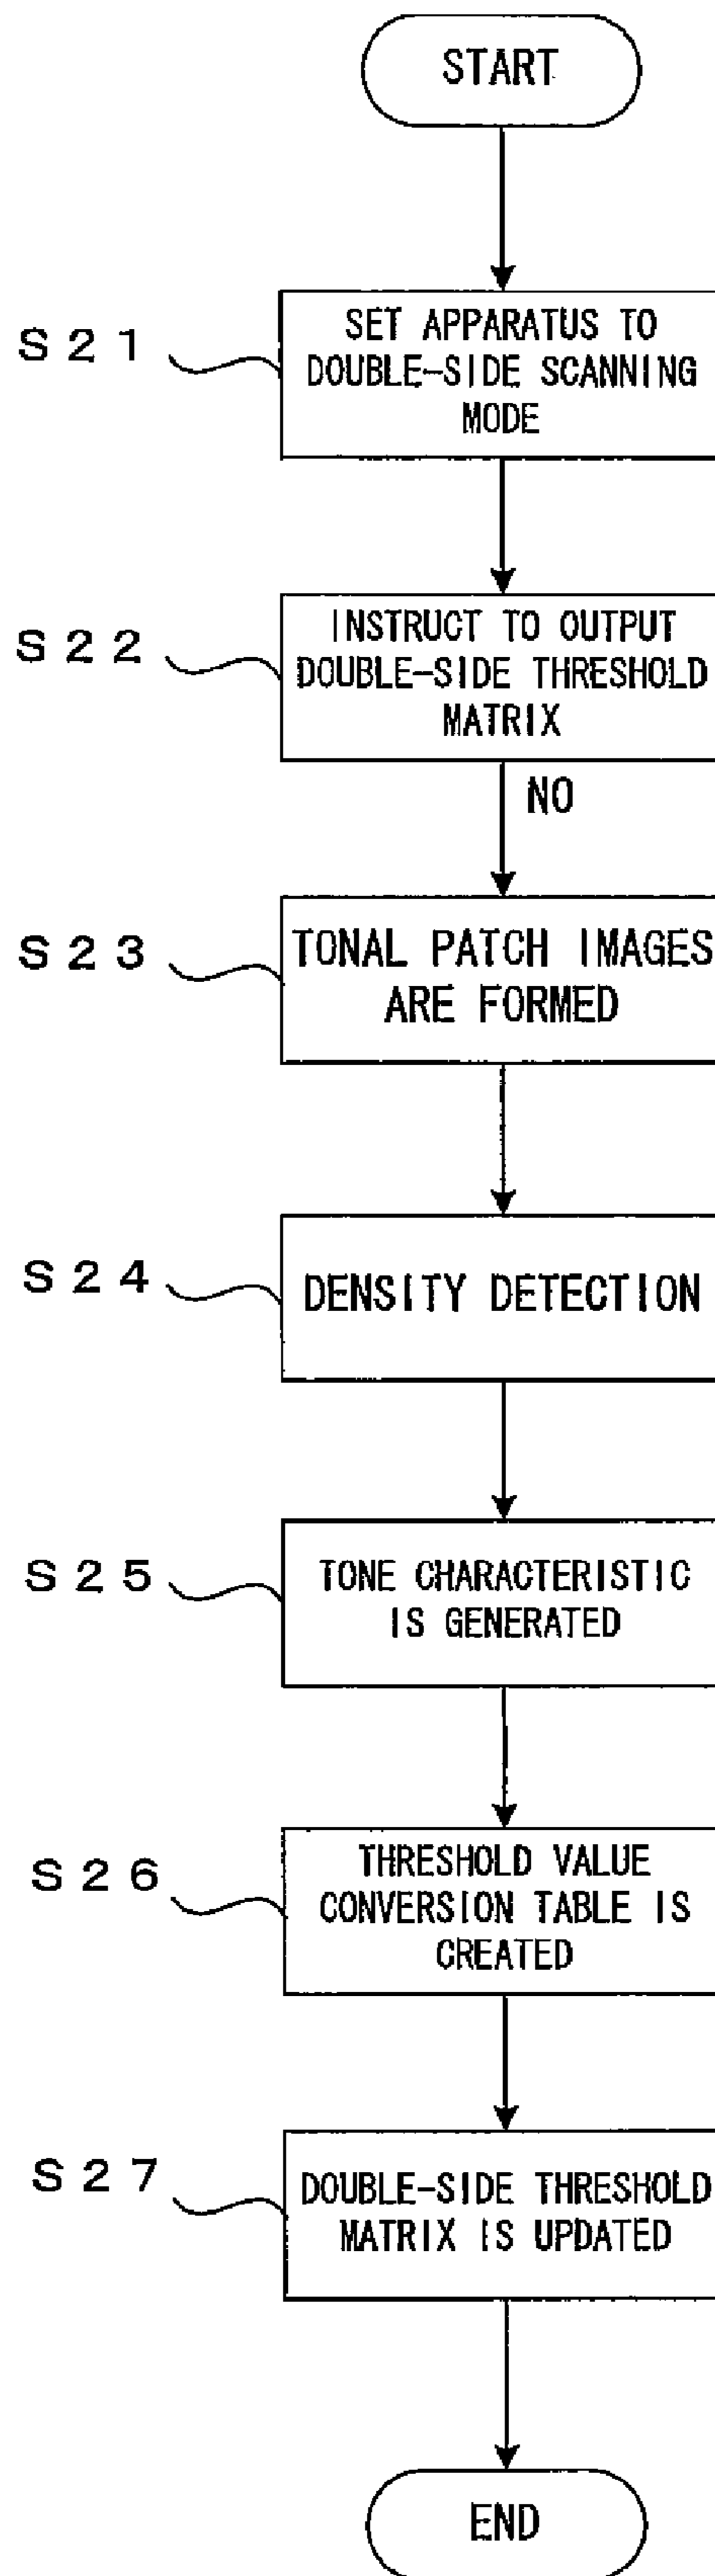 START
S21
SET APPARATUS TO
DOUBLE-SIDE SCANNING
MODE
S22
INSTRUCT TO OUTPUT
DOUBLE-SIDE THRESHOLD
MATRIX
NO
S23
TONAL PATCH IMAGES
ARE FORMED
S24
DENSITY DETECTION
S25
TONE CHARACTERISTIC
IS GENERATED
S26
THRESHOLD VALUE
CONVERSION TABLE IS
CREATED
S27
DOUBLE-SIDE THRESHOLD
MATRIX IS UPDATED
END